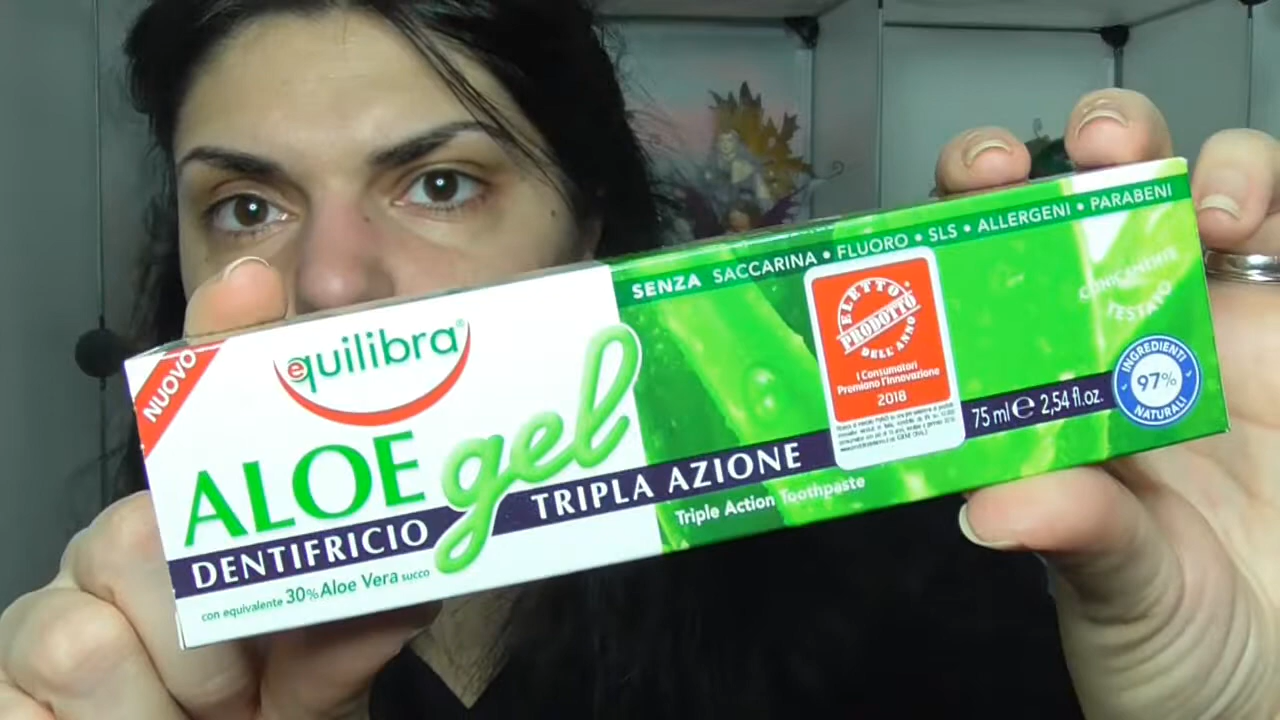 SENZA SACCARINA • FLUORO • SLS • ALLERGENI • PARABENI
NUOVO
equilibra®
ALOE gel
DENTIFRICIO TRIPLA AZIONE
Triple Action Toothpaste
con equivalente 30% Aloe Vera succo
ELETTO
PRODOTTO
DELL'ANNO
I Consumatori
Premiano l'Innovazione
2018
75 ml ℮ 2,54 fl.oz.
TESTATO
INGREDIENTI
97%
NATURALI